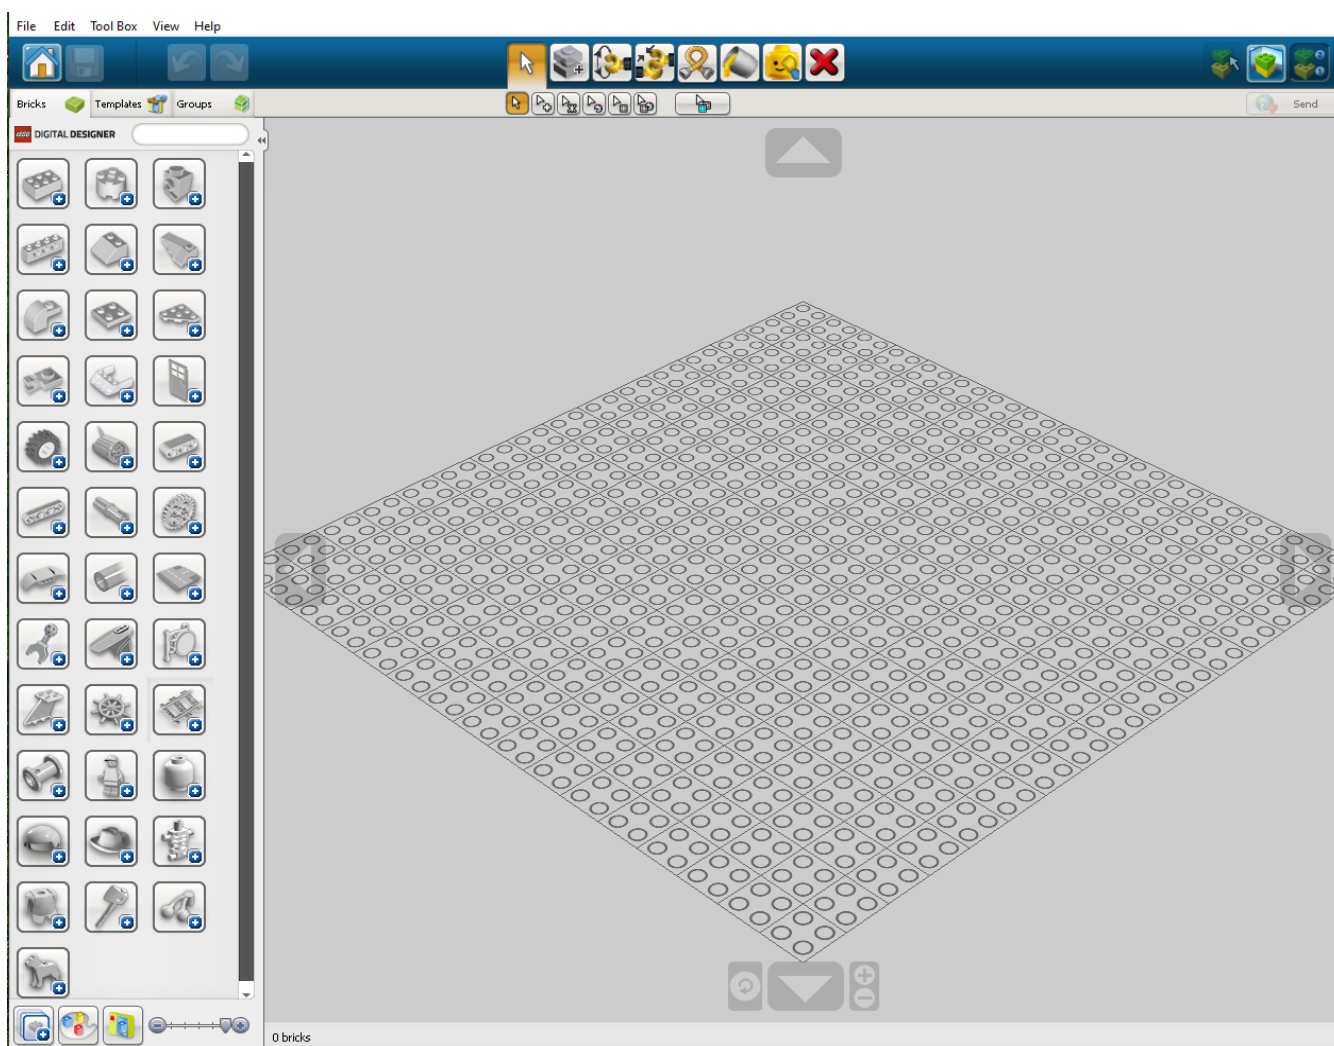 File Edit Tool Box View Help
Bricks Templates Groups
Send
LEGO DIGITAL DESIGNER
0 bricks